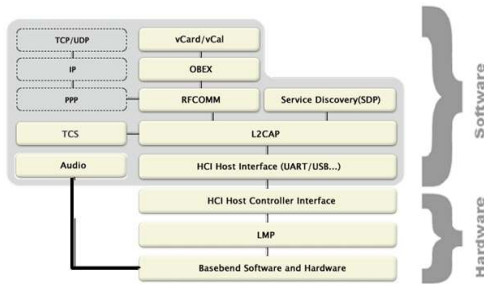 TCP/UDP
vCard/vCal
IP
OBEX
PPP
RFCOMM
Service Discovery(SDP)
TCS
L2CAP
Audio
HCI Host Interface (UART/USB...)
HCI Host Controller Interface
LMP
Basebend Software and Hardware
Software
Hardware